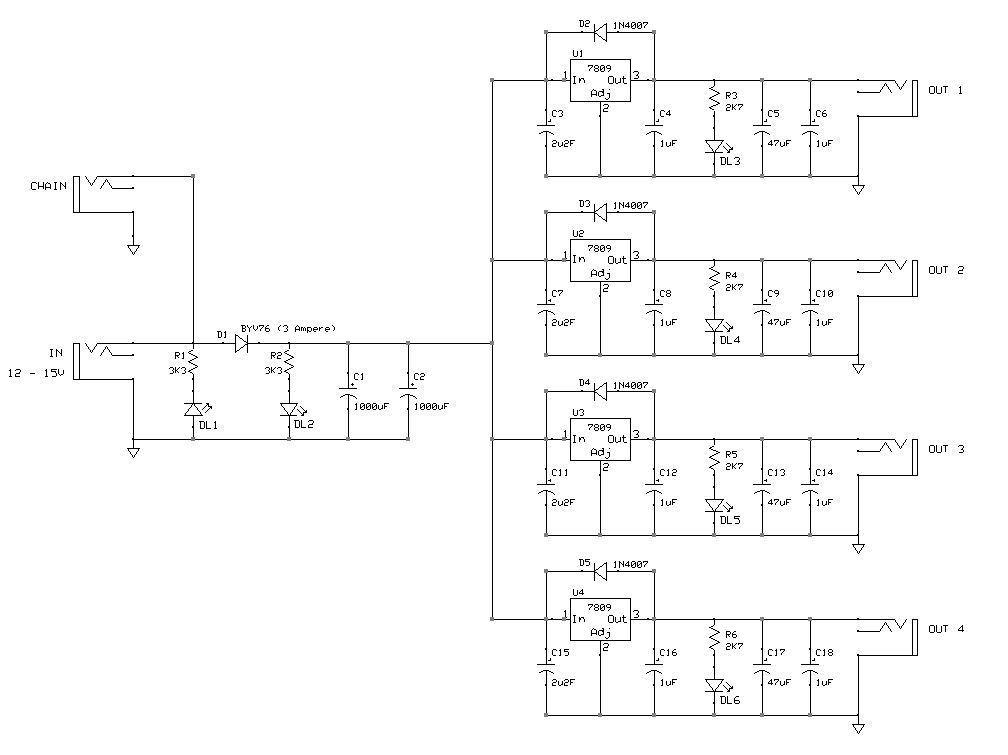 D2 1N4007
U1
7809
1 In Out 3
Adj
2
C3
2u2F
C4
1uF
R3
2K7
DL3
C5
47uF
C6
1uF
OUT 1
CHAIN
D3 1N4007
U2
7809
1 In Out 3
Adj
2
C7
2u2F
C8
1uF
R4
2K7
DL4
C9
47uF
C10
1uF
OUT 2
IN
12 - 15V
D1
BYV76 (3 Ampere)
R1
3K3
DL1
R2
3K3
DL2
C1
+
1000uF
C2
+
1000uF
D4 1N4007
U3
7809
1 In Out 3
Adj
2
C11
2u2F
C12
1uF
R5
2K7
DL5
C13
47uF
C14
1uF
OUT 3
D5 1N4007
U4
7809
1 In Out 3
Adj
2
C15
2u2F
C16
1uF
R6
2K7
DL6
C17
47uF
C18
1uF
OUT 4